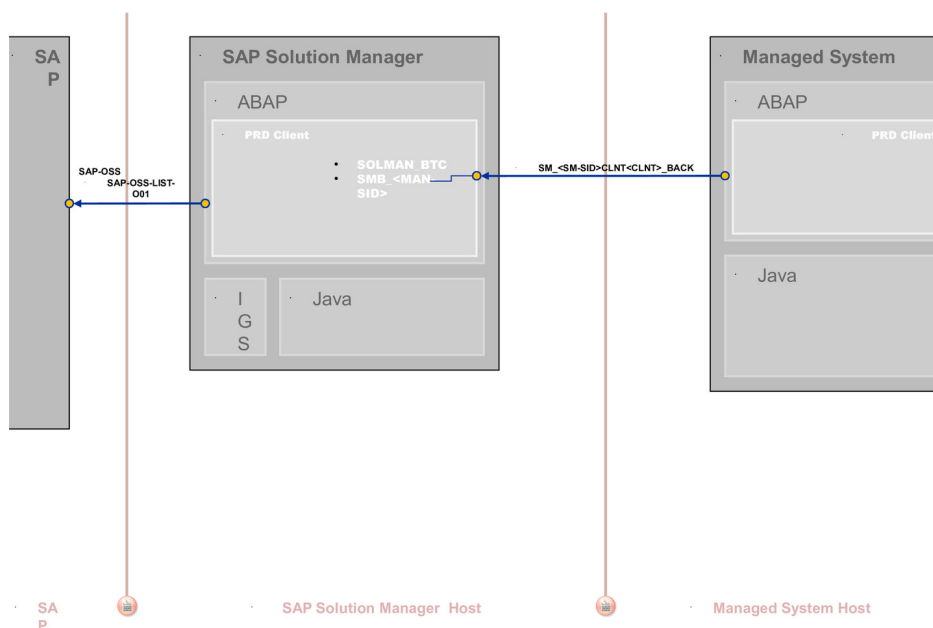 SA
P
SAP Solution Manager
Managed System
ABAP
ABAP
PRD Client
PRD Client
SOLMAN_BTC
SMB_<MAN
SID>
SM_<SM-SID>CLNT<CLNT>_BACK
SAP-OSS
SAP-OSS-LIST-
O01
Java
I
G
S
Java
SA
P
SAP Solution Manager Host
Managed System Host